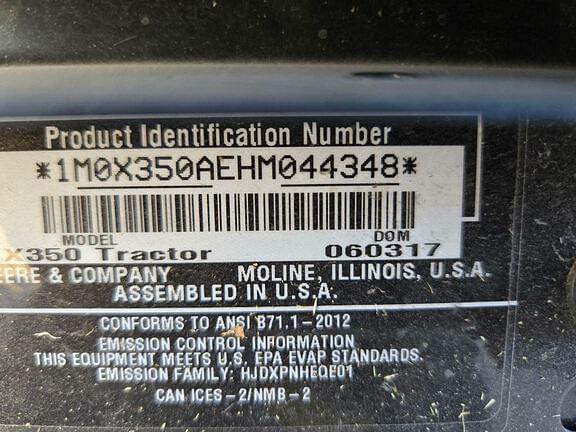 Product Identification Number
*1M0X350AEHM044348*
MODEL DOM
X350 Tractor 060317
EERE & COMPANY MOLINE, ILLINOIS, U.S.A.
ASSEMBLED IN U.S.A.
CONFORMS TO ANSI B71.1-2012
EMISSION CONTROL INFORMATION
THIS EQUIPMENT MEETS U.S. EPA EVAP STANDARDS.
EMISSION FAMILY: HJDXPNHEQE01
CAN ICES-2/NMB-2